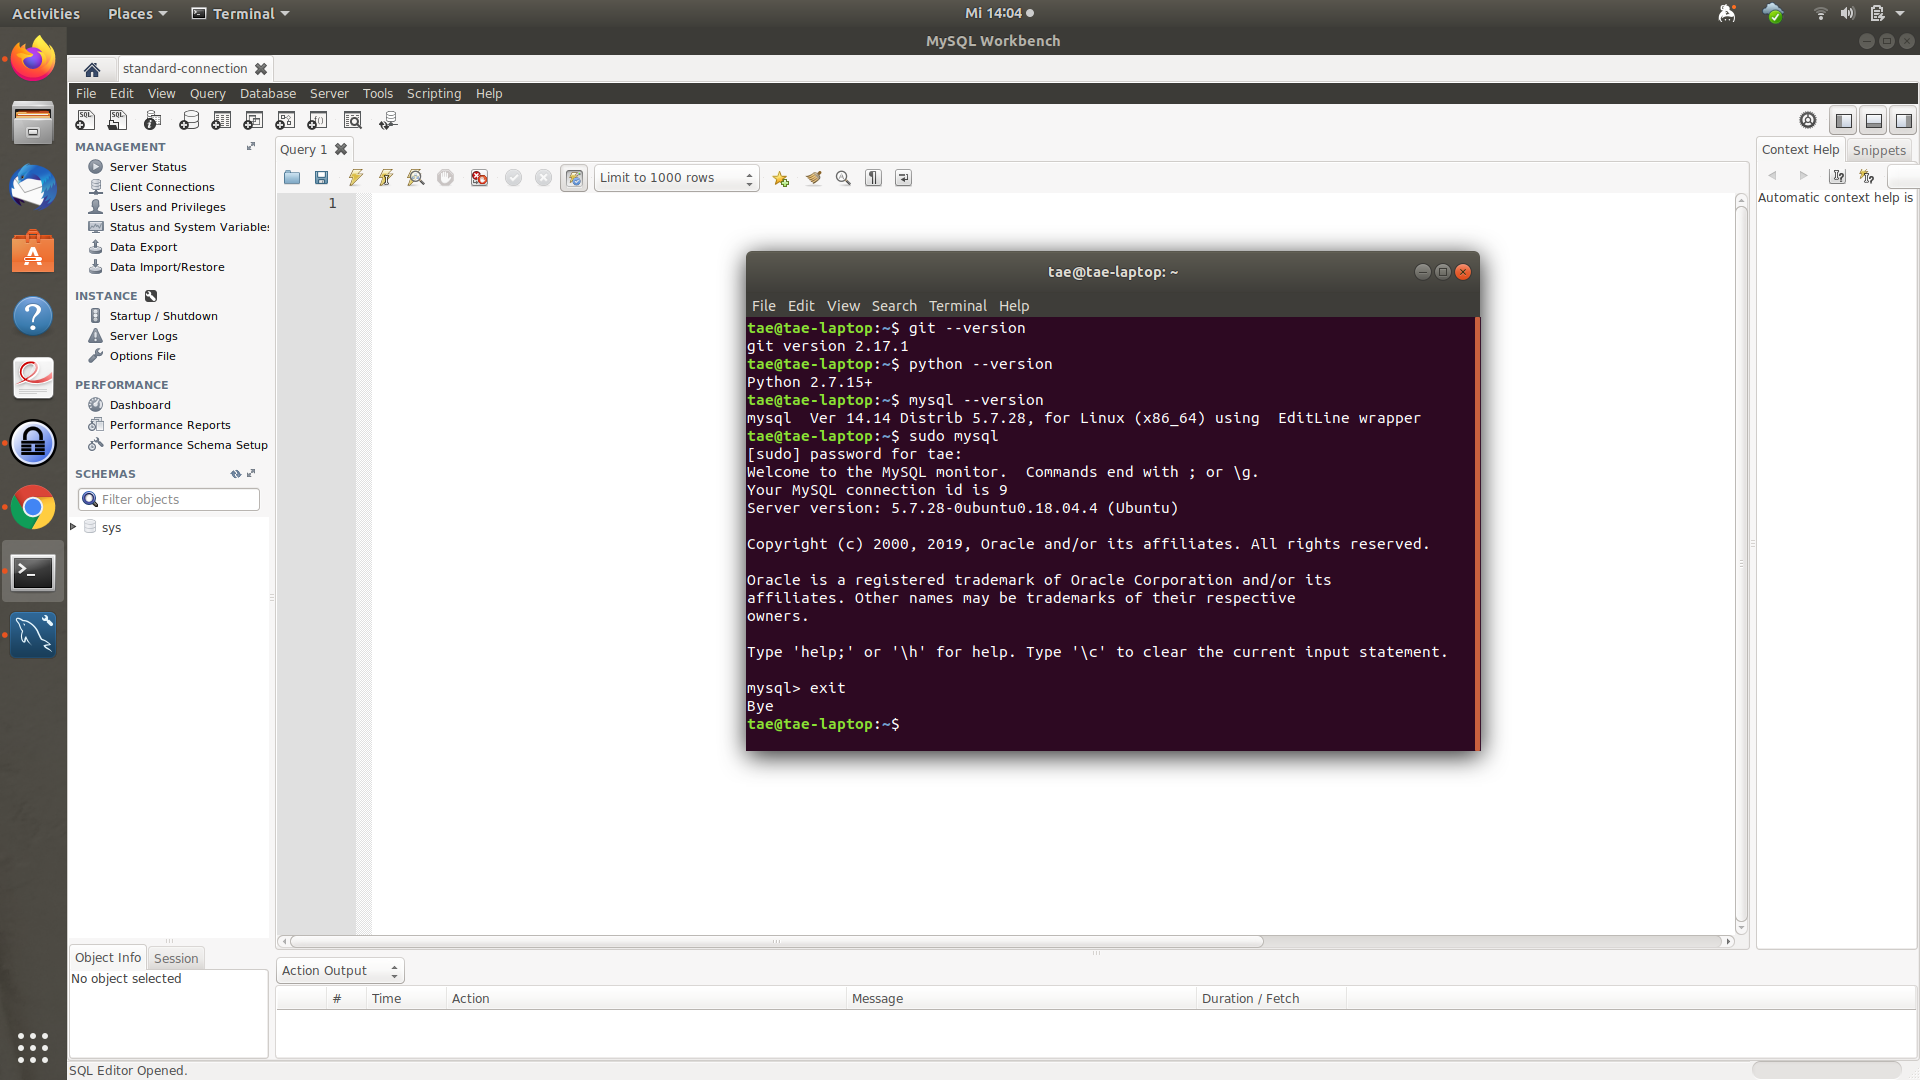 Activities Places Terminal Mi 14:04
MySQL Workbench
standard-connection
File Edit View Query Database Server Tools Scripting Help
MANAGEMENT
Server Status
Client Connections
Users and Privileges
Status and System Variables
Data Export
Data Import/Restore
INSTANCE
Startup / Shutdown
Server Logs
Options File
PERFORMANCE
Dashboard
Performance Reports
Performance Schema Setup
SCHEMAS
Filter objects
sys
Object Info Session
No object selected
Query 1
Limit to 1000 rows
1
Context Help Snippets
Automatic context help is
tae@tae-laptop: ~
File Edit View Search Terminal Help
tae@tae-laptop:~$ git --version
git version 2.17.1
tae@tae-laptop:~$ python --version
Python 2.7.15+
tae@tae-laptop:~$ mysql --version
mysql  Ver 14.14 Distrib 5.7.28, for Linux (x86_64) using  EditLine wrapper
tae@tae-laptop:~$ sudo mysql
[sudo] password for tae:
Welcome to the MySQL monitor.  Commands end with ; or \g.
Your MySQL connection id is 9
Server version: 5.7.28-0ubuntu0.18.04.4 (Ubuntu)
Copyright (c) 2000, 2019, Oracle and/or its affiliates. All rights reserved.
Oracle is a registered trademark of Oracle Corporation and/or its
affiliates. Other names may be trademarks of their respective
owners.
Type 'help;' or '\h' for help. Type '\c' to clear the current input statement.
mysql> exit
Bye
tae@tae-laptop:~$
Action Output
# Time Action Message Duration / Fetch
SQL Editor Opened.